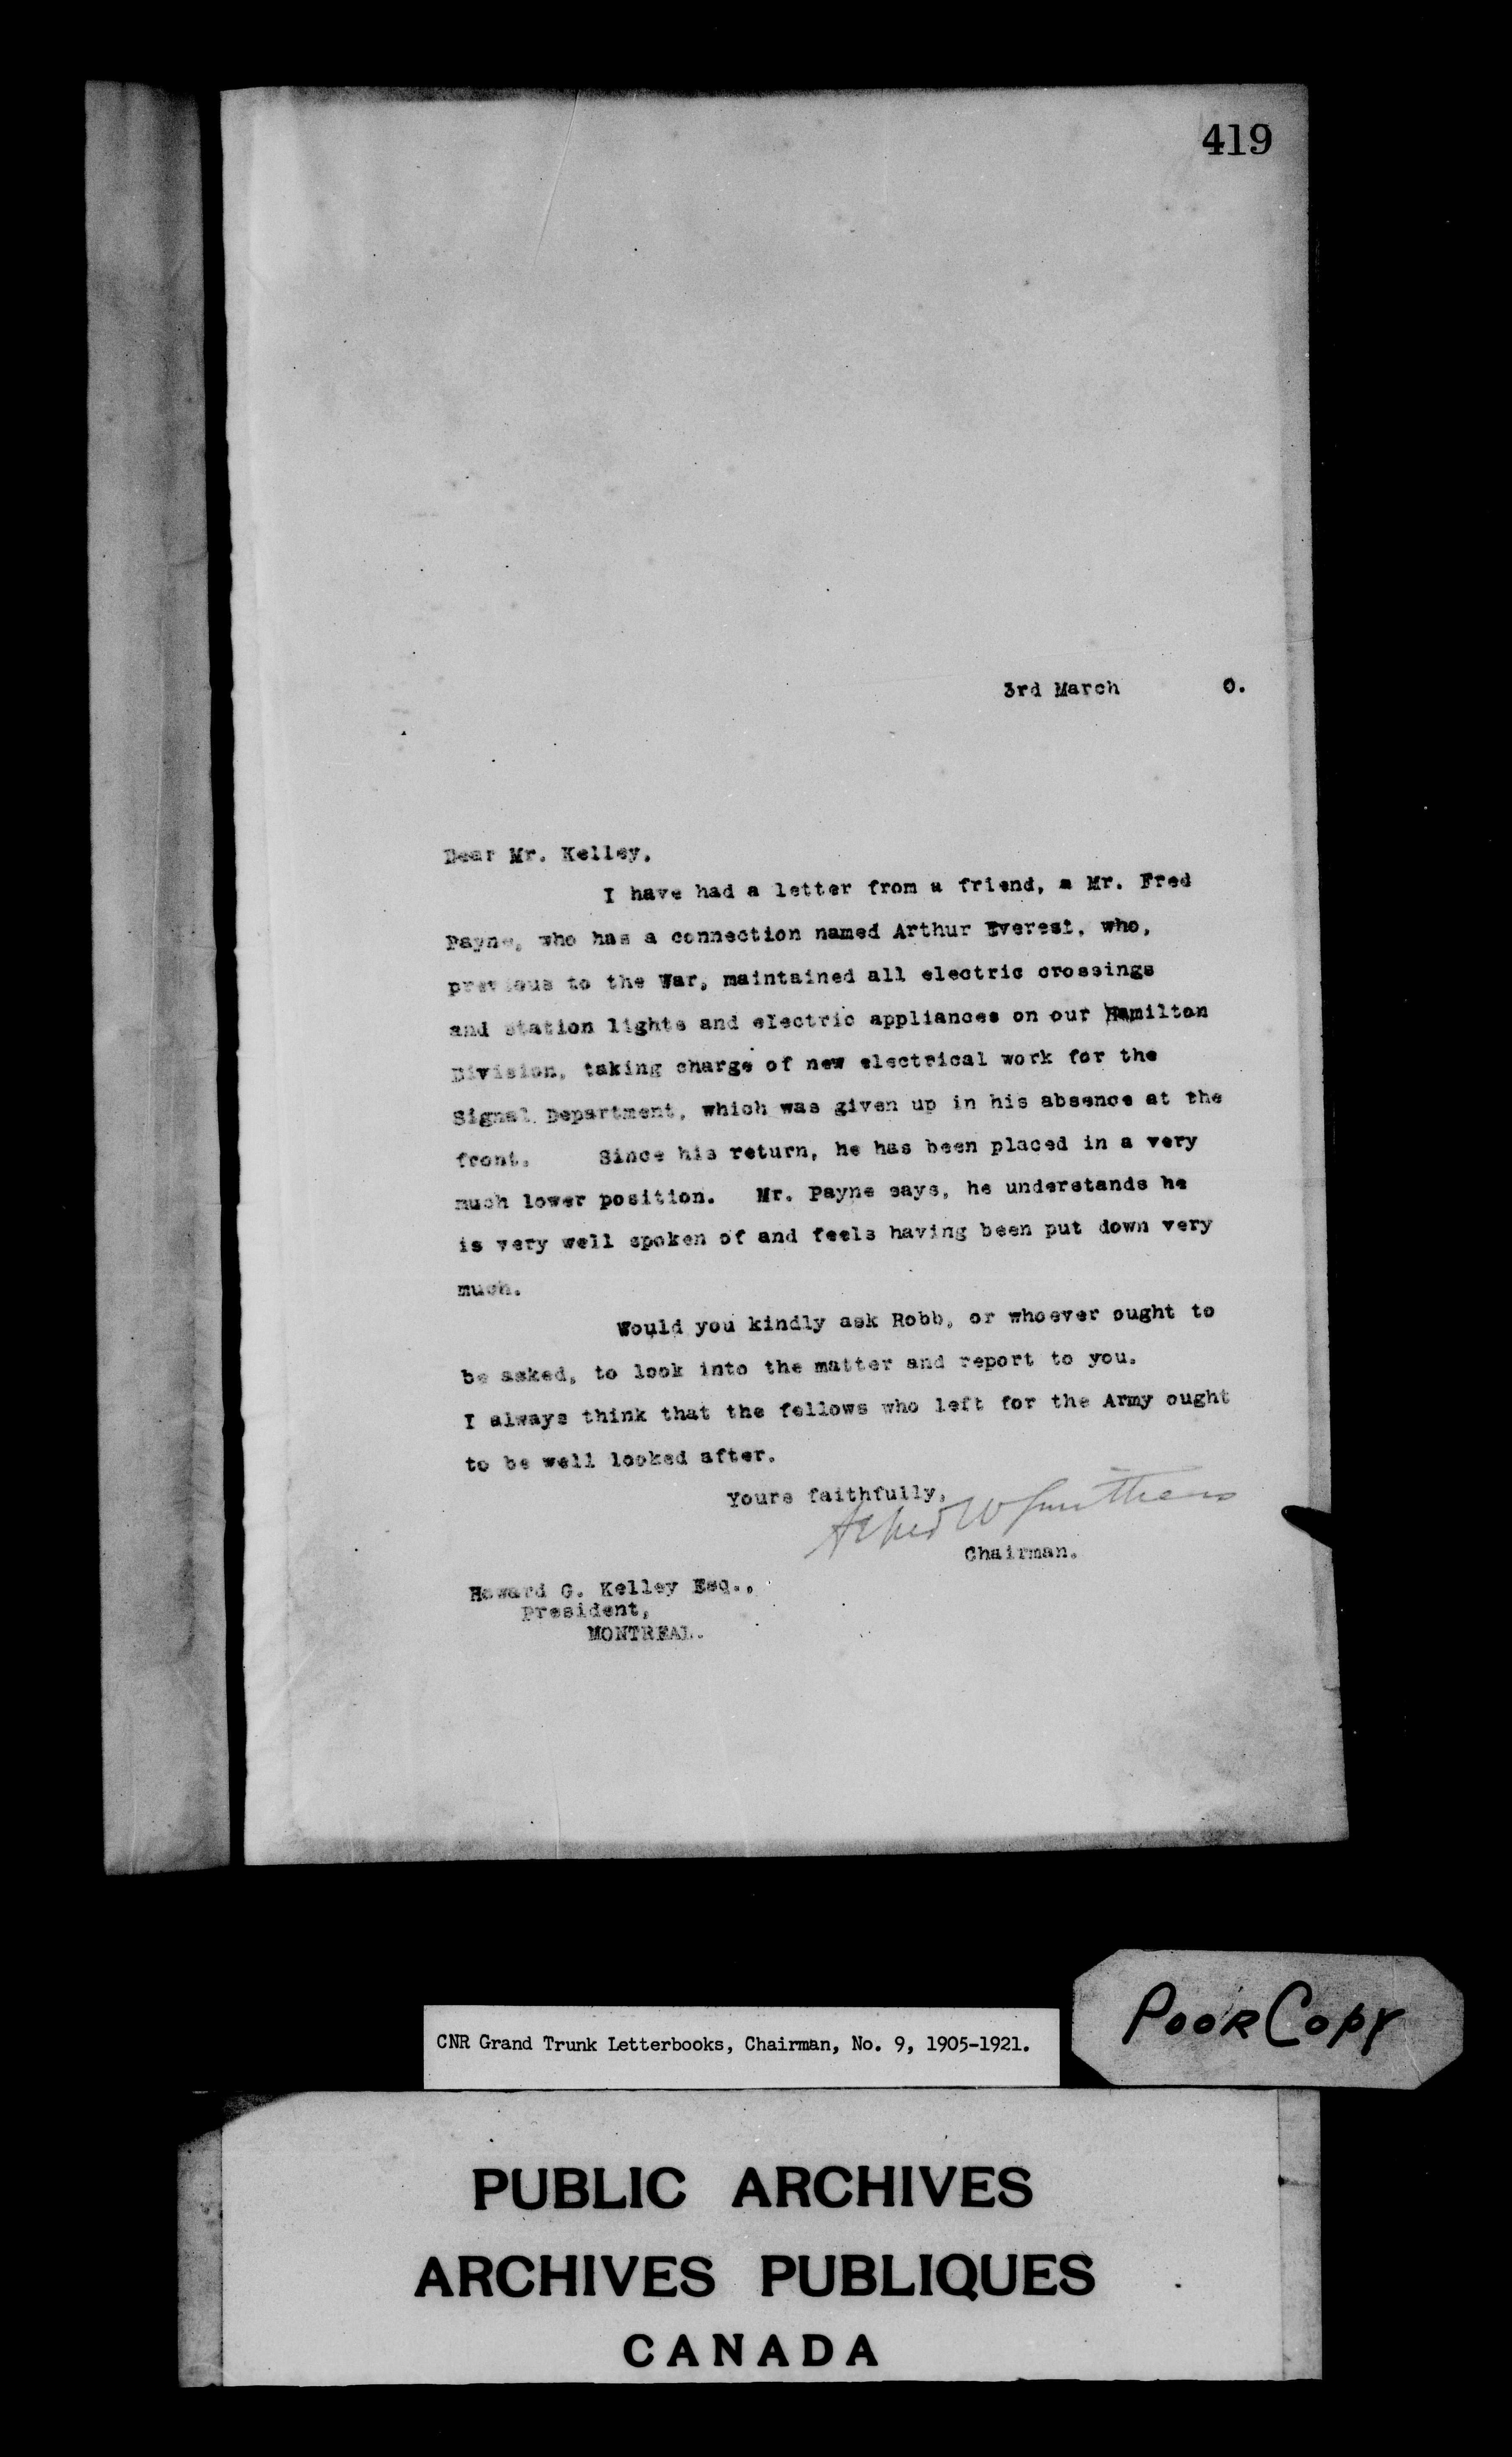 419
3rd March 0.
Dear Mr. Kelley,
I have had a letter from a friend, a Mr. Fred
Payne, who has a connection named Arthur Everest, who,
previous to the War, maintained all electric crossings
and station lights and electric appliances on our Hamilton
Division, taking charge of new electrical work for the
Signal Department, which was given up in his absence at the
front. Since his return, he has been placed in a very
much lower position. Mr. Payne says, he understands he
is very well spoken of and feels having been put down very
much.
Would you kindly ask Robb, or whoever ought to
be asked, to look into the matter and report to you.
I always think that the fellows who left for the Army ought
to be well looked after.
Yours faithfully,
Alfred W Smithers
Chairman.
Howard G. Kelley Esq.,
President,
MONTREAL.
POOR COPY
CNR Grand Trunk Letterbooks, Chairman, No. 9, 1905-1921.
PUBLIC ARCHIVES
ARCHIVES PUBLIQUES
CANADA